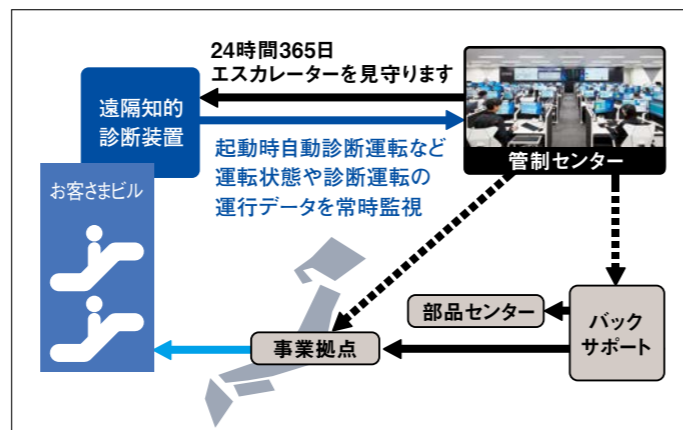 24時間365日
エスカレーターを見守ります
遠隔知的
診断装置
管制センター
起動時自動診断運転など
運転状態や診断運転の
運行データを常時監視
お客さまビル
部品センター
バック
サポート
事業拠点